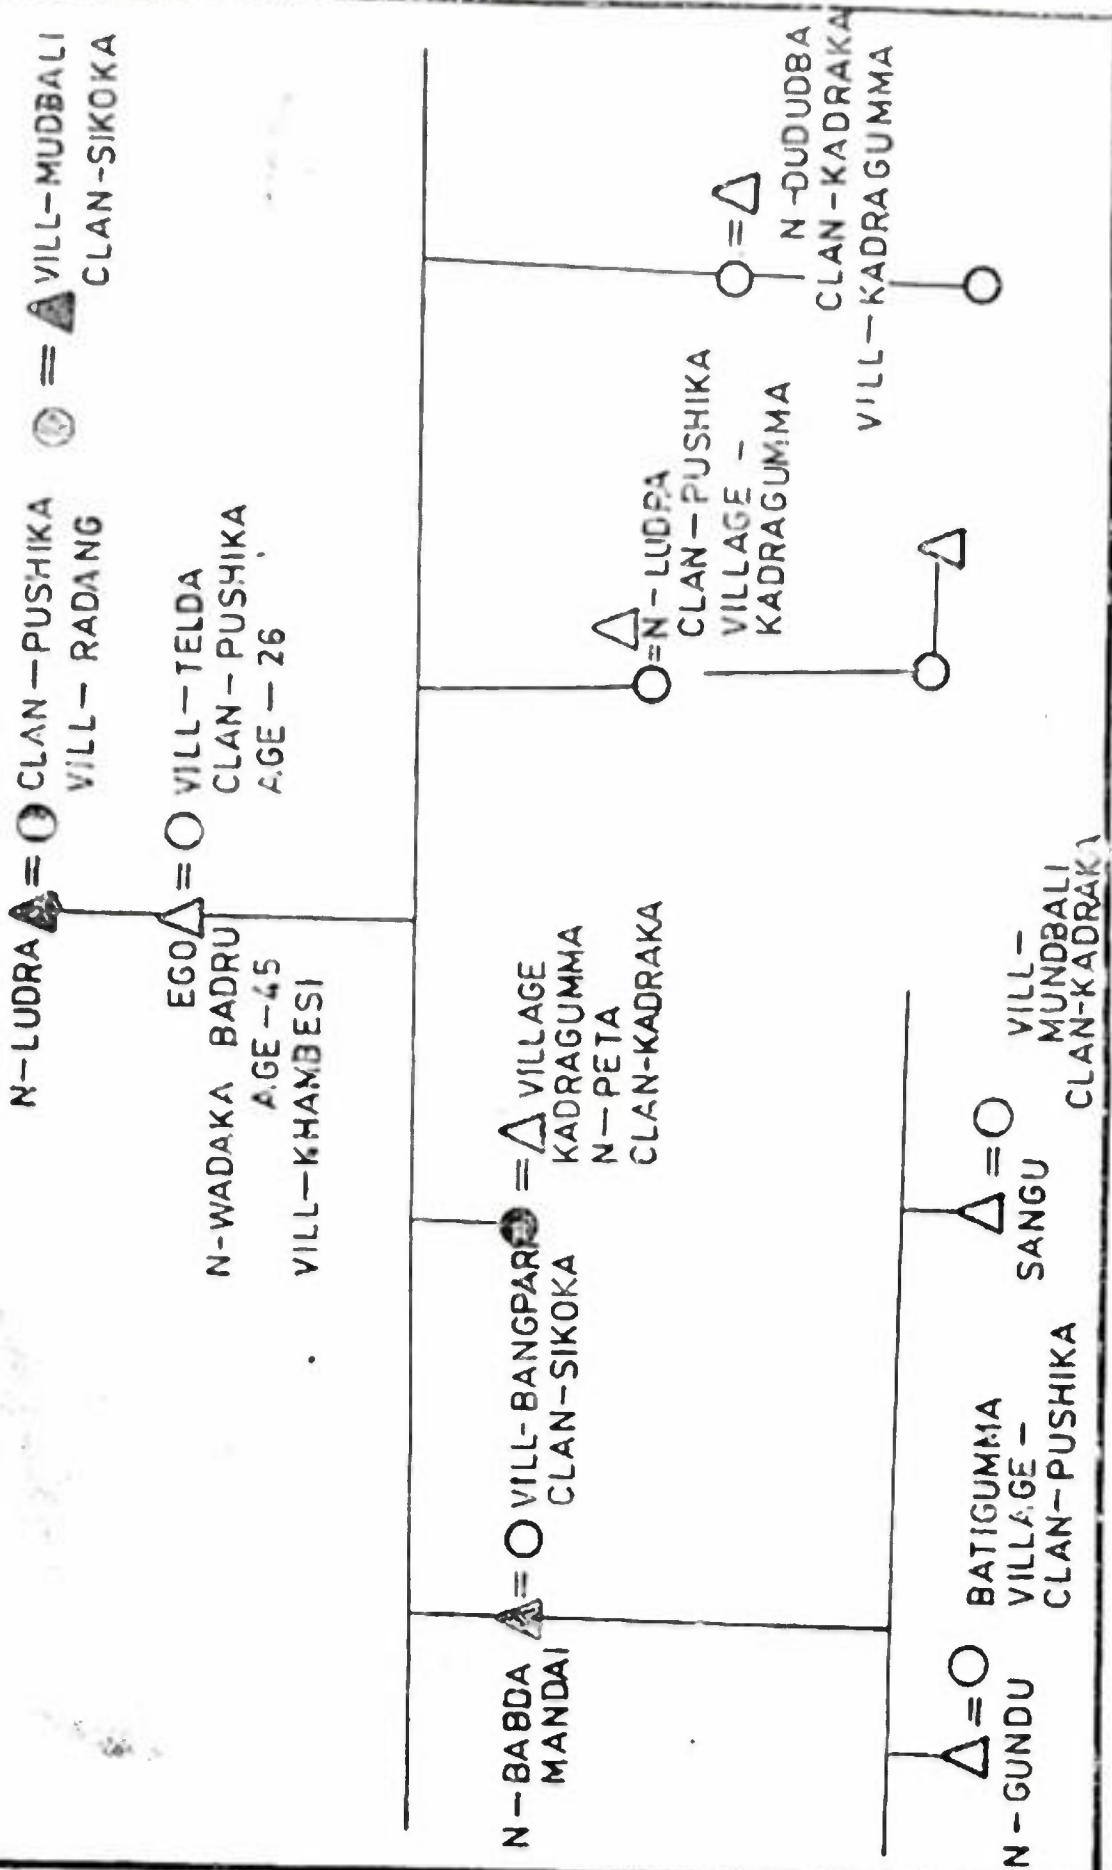 N-LUDRA
CLAN-PUSHIKA
VILL-RADANG
VILL-MUDBALI
CLAN-SIKOKA
EGO
N-WADAKA BADRU
AGE-45
VILL-KHAMBESI
VILL-TELDA
CLAN-PUSHIKA
AGE-26
N-BABDA
MANDAI
VILL-BANGPARI
CLAN-SIKOKA
VILLAGE
KADRAGUMMA
N-PETA
CLAN-KADRAKA
N-LUDPA
CLAN-PUSHIKA
VILLAGE-
KADRAGUMMA
N-DUDUDBA
CLAN-KADRAKA
VILL-KADRAGUMMA
N-GUNDU
BATIGUMMA
VILLAGE-
CLAN-PUSHIKA
SANGU
VILL-
MUNDBALI
CLAN-KADRAKA